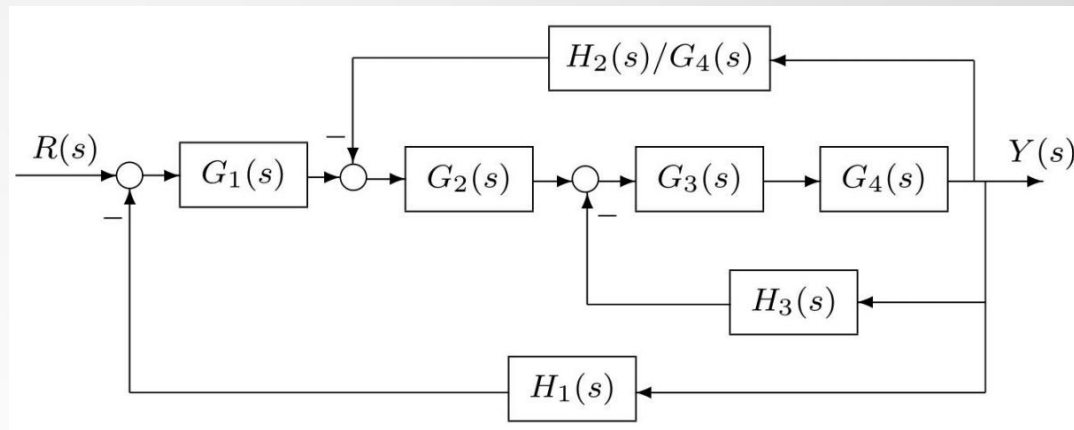 H₂(s)/G₄(s)
−
R(s)
G₁(s)
G₂(s)
G₃(s)
G₄(s)
Y(s)
−
−
H₃(s)
H₁(s)